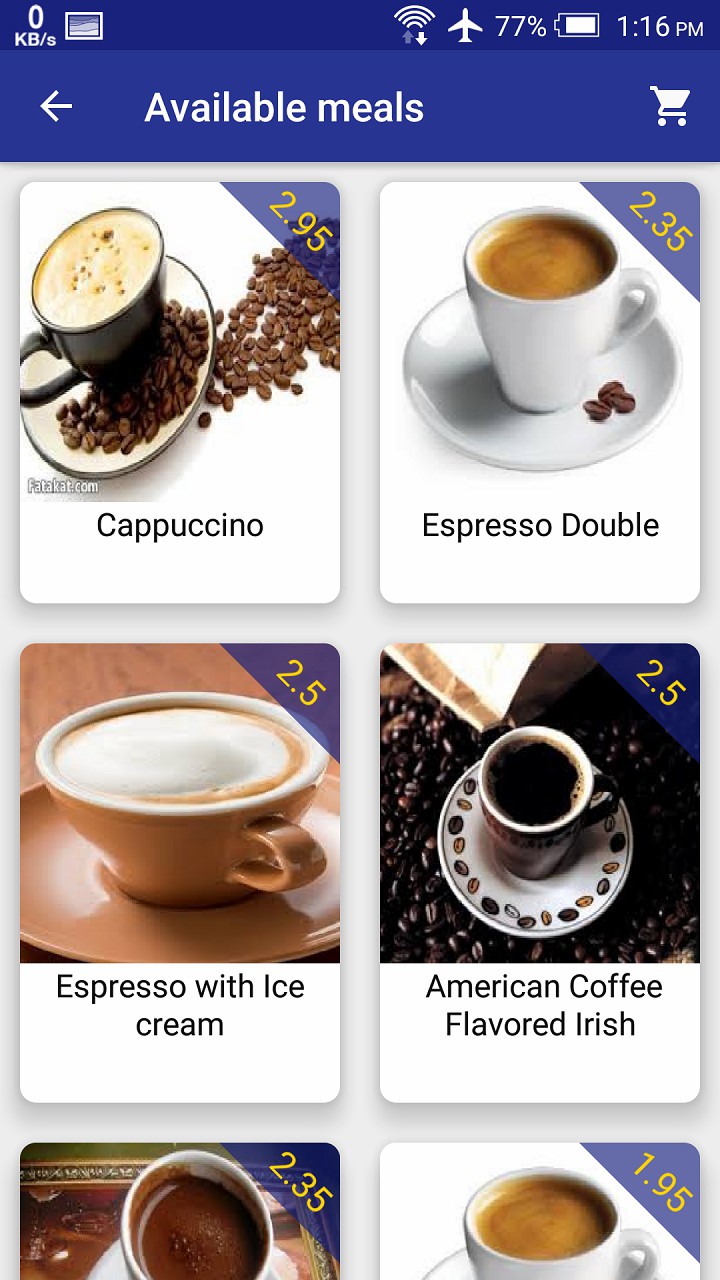 0
KB/s
77%
1:16 PM
Available meals
2.95
2.35
Fatakat.com
Cappuccino
Espresso Double
2.5
2.5
Espresso with Ice
cream
American Coffee
Flavored Irish
2.35
1.95